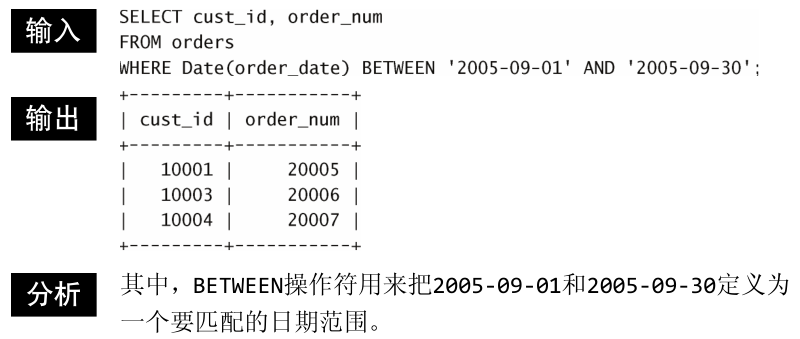 输入
SELECT cust_id, order_num
FROM orders
WHERE Date(order_date) BETWEEN '2005-09-01' AND '2005-09-30';
输出
+---------+-----------+
| cust_id | order_num |
+---------+-----------+
|   10001 |     20005 |
|   10003 |     20006 |
|   10004 |     20007 |
+---------+-----------+
分析
其中，BETWEEN操作符用来把2005-09-01和2005-09-30定义为
一个要匹配的日期范围。